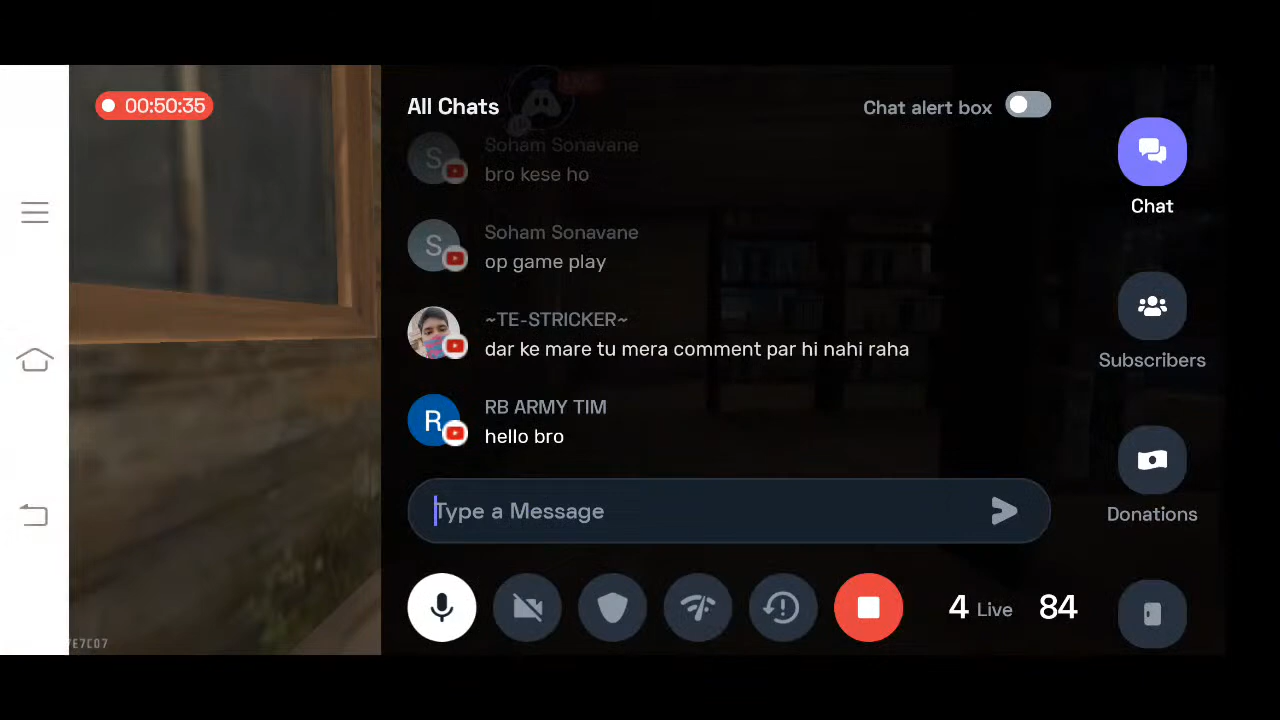 00:50:35
All Chats
Chat alert box
S
Soham Sonavane
bro kese ho
S
Soham Sonavane
op game play
~TE-STRICKER~
dar ke mare tu mera comment par hi nahi raha
R
RB ARMY TIM
hello bro
Type a Message
4 Live 84
Chat
Subscribers
Donations
E7C07